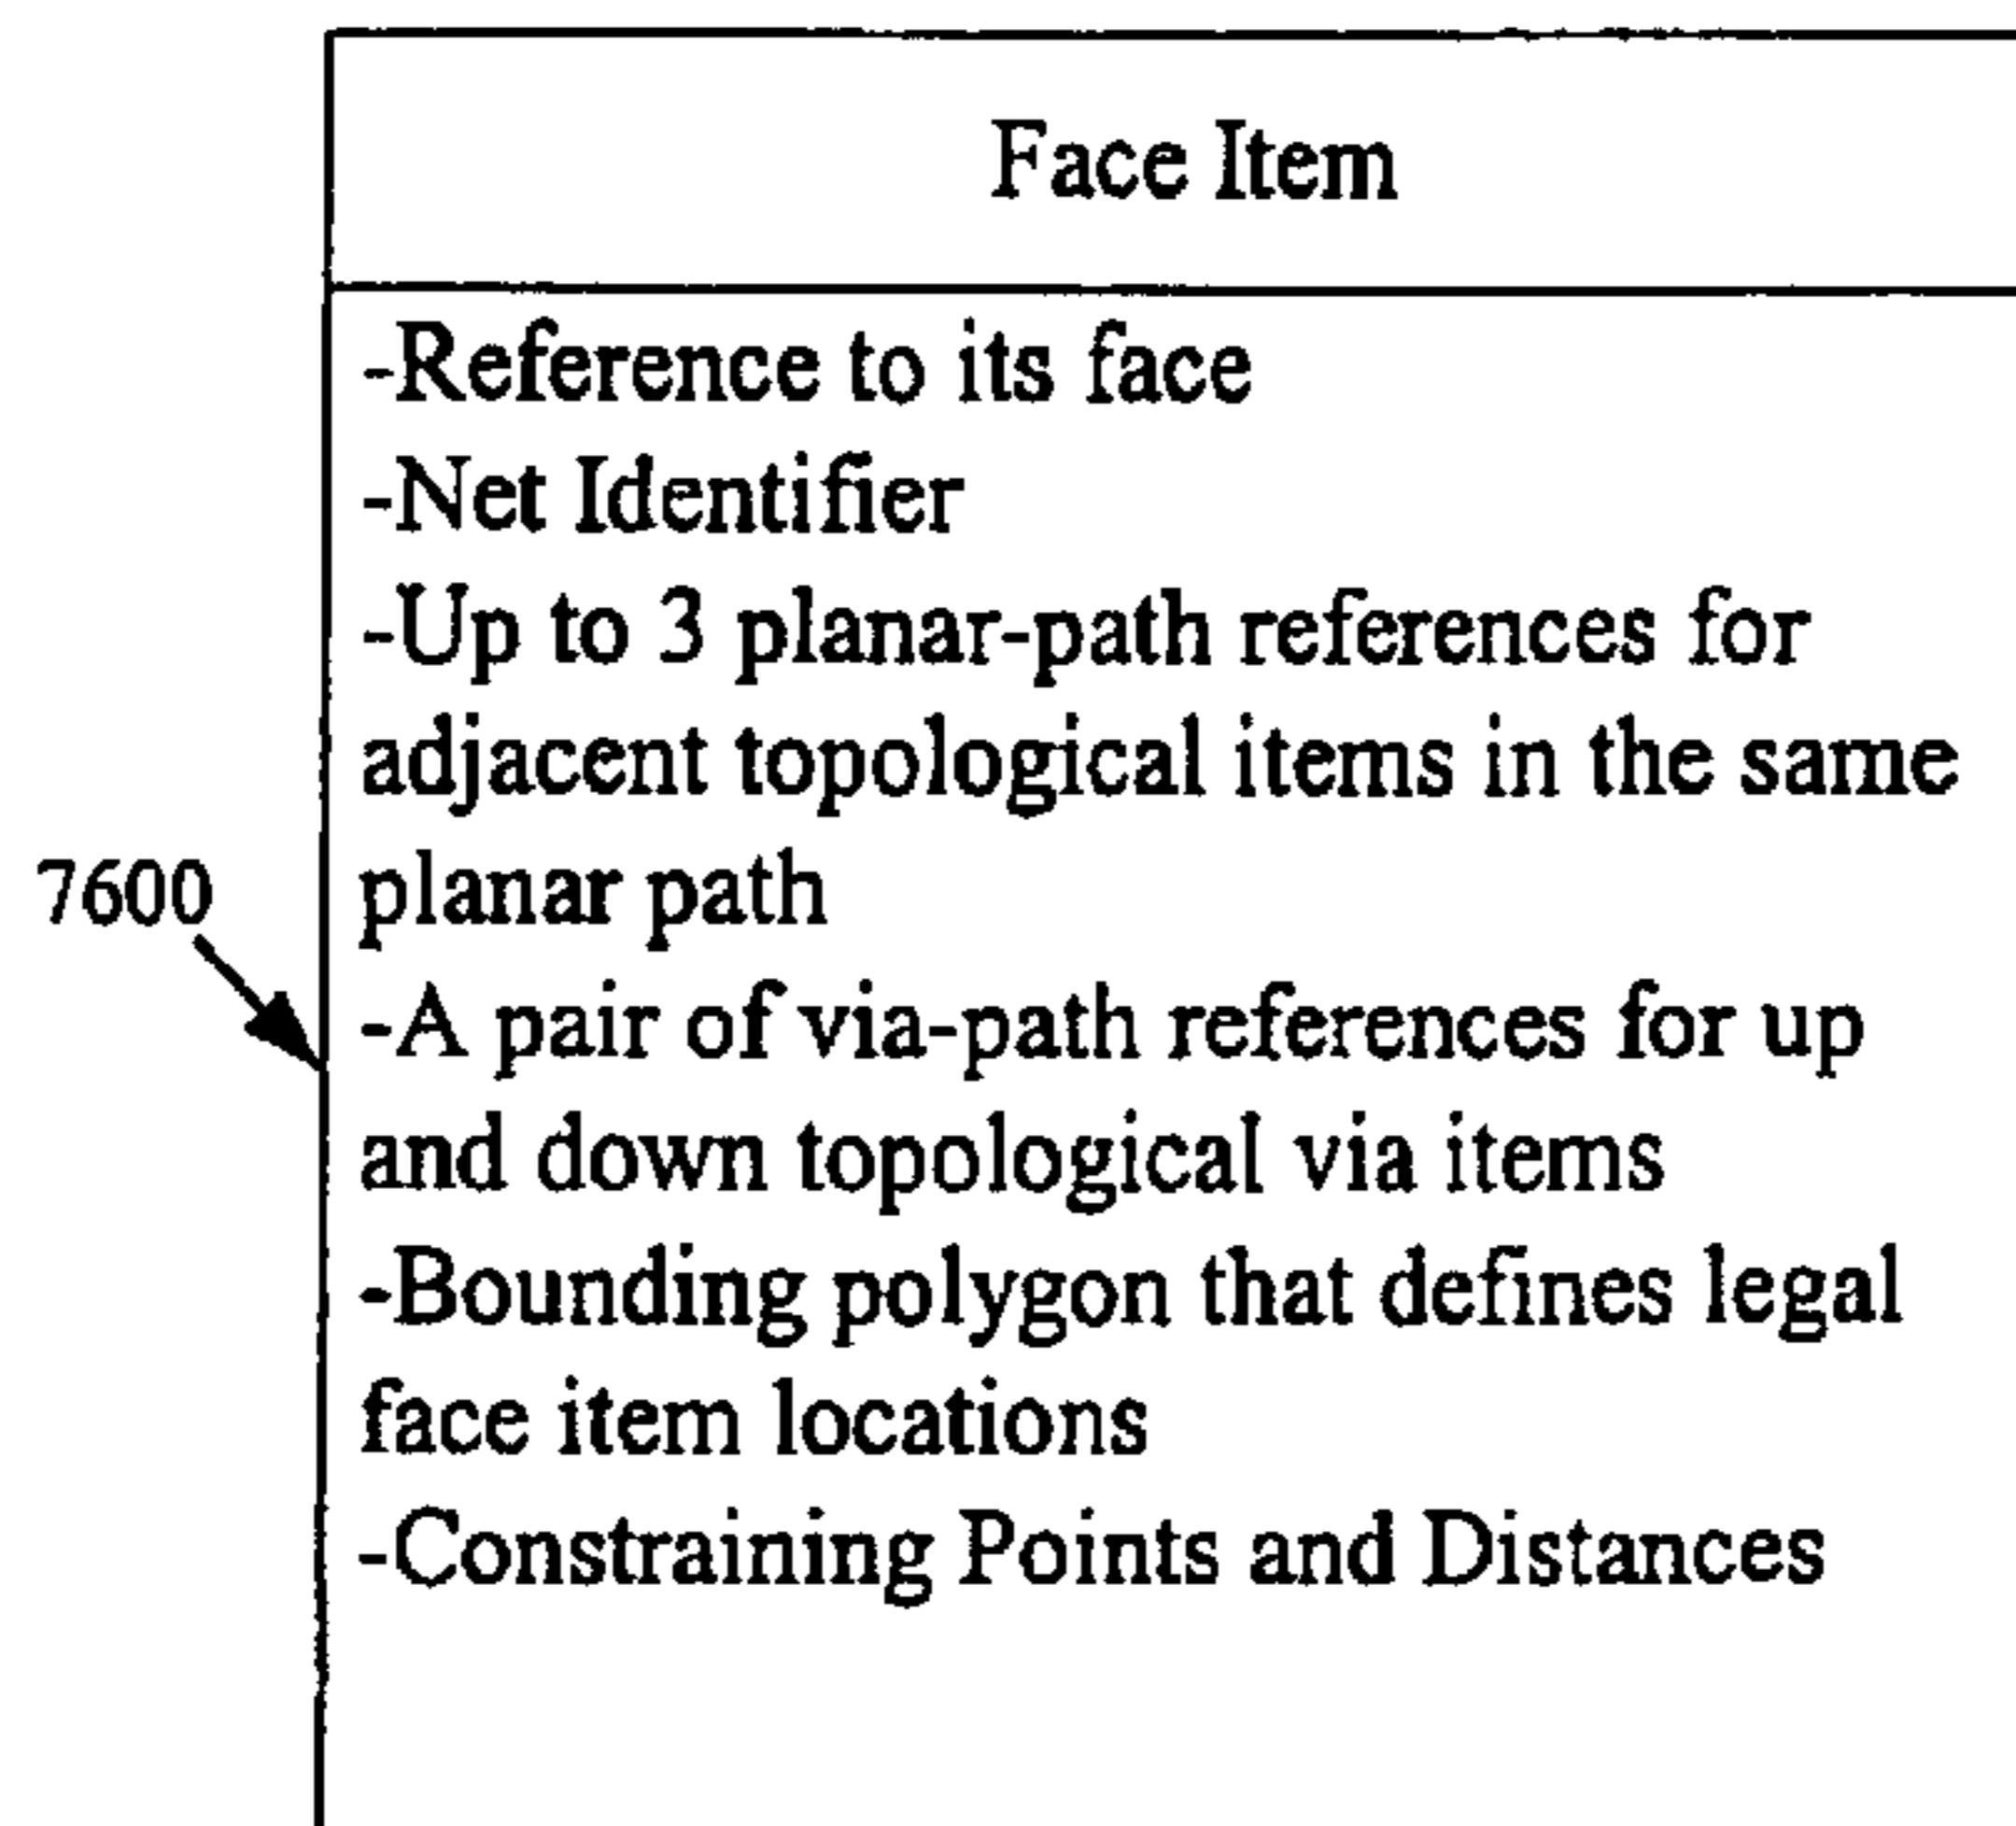 Face Item
-Reference to its face
-Net Identifier
-Up to 3 planar-path references for
adjacent topological items in the same
planar path
7600
-A pair of via-path references for up
and down topological via items
-Bounding polygon that defines legal
face item locations
-Constraining Points and Distances